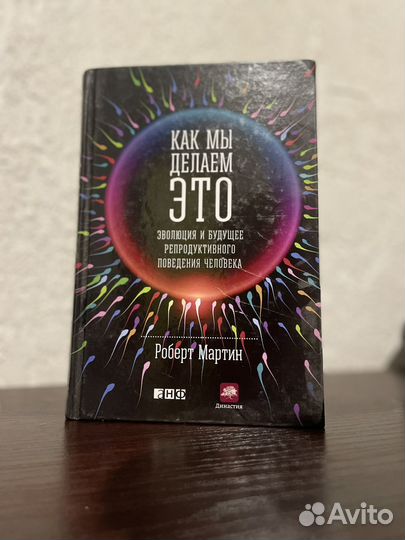 КАК МЫ
ДЕЛАЕМ
ЭТО
ЭВОЛЮЦИЯ И БУДУЩЕЕ
РЕПРОДУКТИВНОГО
ПОВЕДЕНИЯ ЧЕЛОВЕКА
Роберт Мартин
АНФ
Династия
Avito